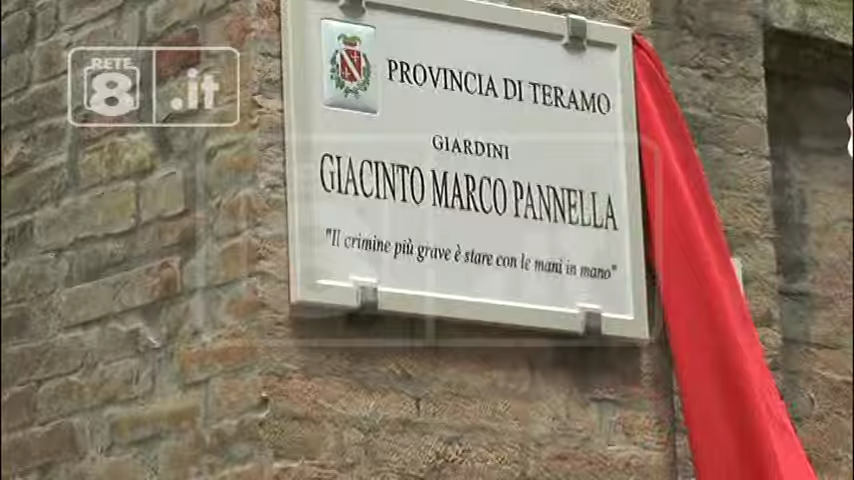 RETE
8 .it
PROVINCIA DI TERAMO
GIARDINI
GIACINTO MARCO PANNELLA
"Il crimine più grave è stare con le mani in mano"